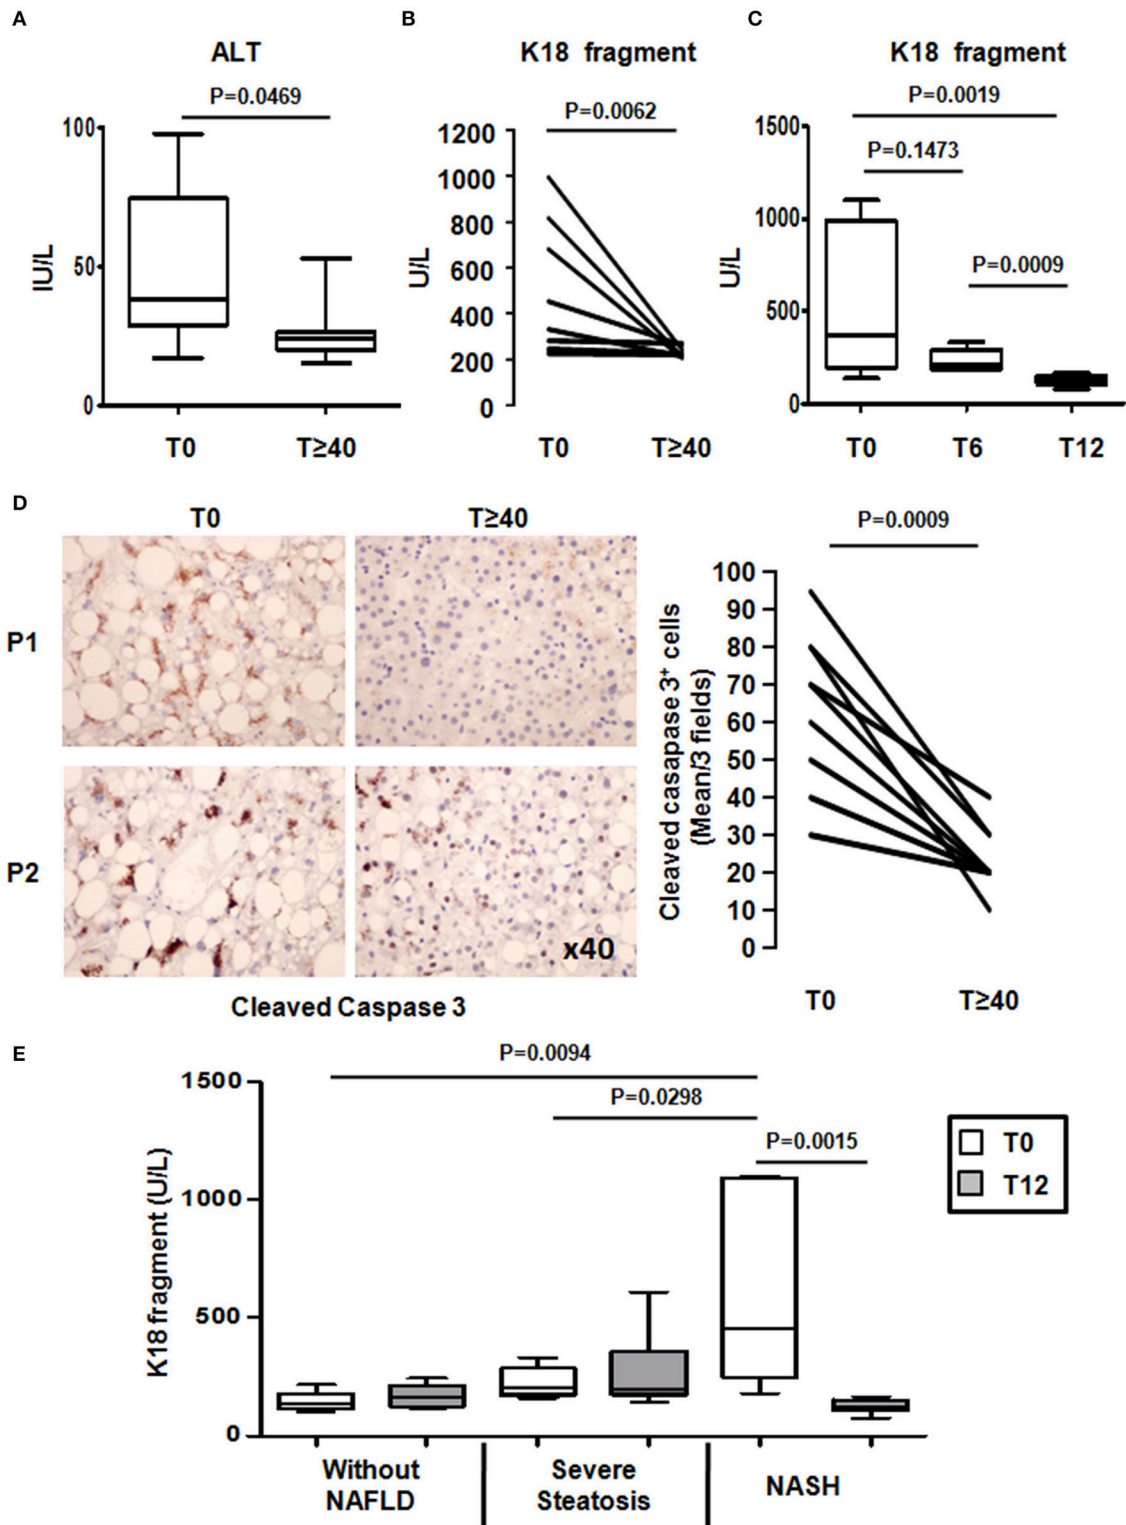 A
ALT
P=0.0469
100
50
0
IU/L
T0
T≥40
B
K18 fragment
P=0.0062
1200
1000
800
600
400
200
0
U/L
T0
T≥40
C
K18 fragment
P=0.0019
P=0.1473
P=0.0009
1500
1000
500
0
U/L
T0
T6
T12
D
T0
T≥40
P1
P2
x40
Cleaved Caspase 3
P=0.0009
100
90
80
70
60
50
40
30
20
10
0
Cleaved casapase 3⁺ cells
(Mean/3 fields)
T0
T≥40
E
P=0.0094
P=0.0298
P=0.0015
1500
1000
500
0
K18 fragment (U/L)
T0
T12
Without
NAFLD
Severe
Steatosis
NASH